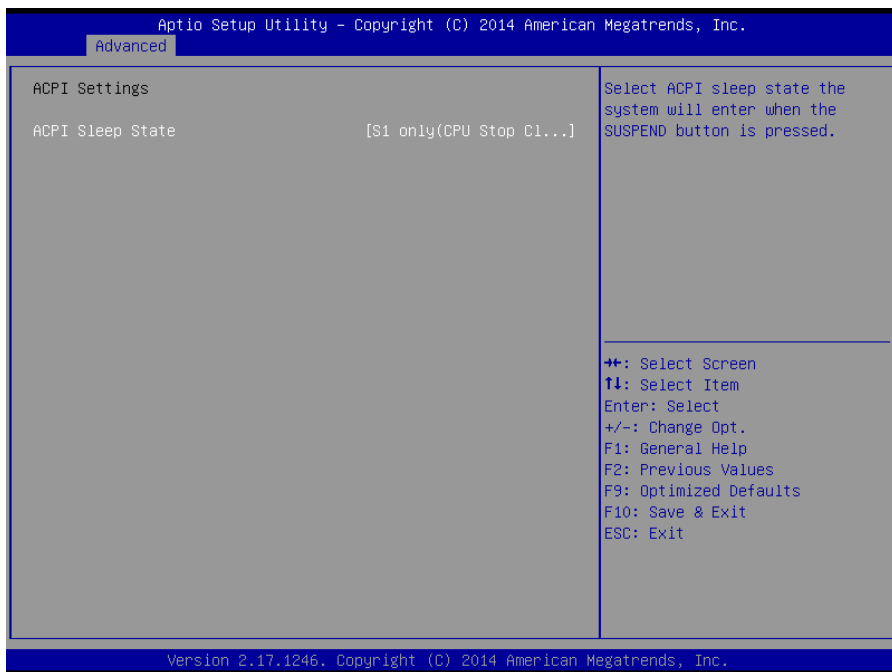 Aptio Setup Utility – Copyright (C) 2014 American Megatrends, Inc.
Advanced
ACPI Settings
ACPI Sleep State [S1 only(CPU Stop Cl...]
Select ACPI sleep state the
system will enter when the
SUSPEND button is pressed.
→←: Select Screen
↑↓: Select Item
Enter: Select
+/-: Change Opt.
F1: General Help
F2: Previous Values
F9: Optimized Defaults
F10: Save & Exit
ESC: Exit
Version 2.17.1246. Copyright (C) 2014 American Megatrends, Inc.